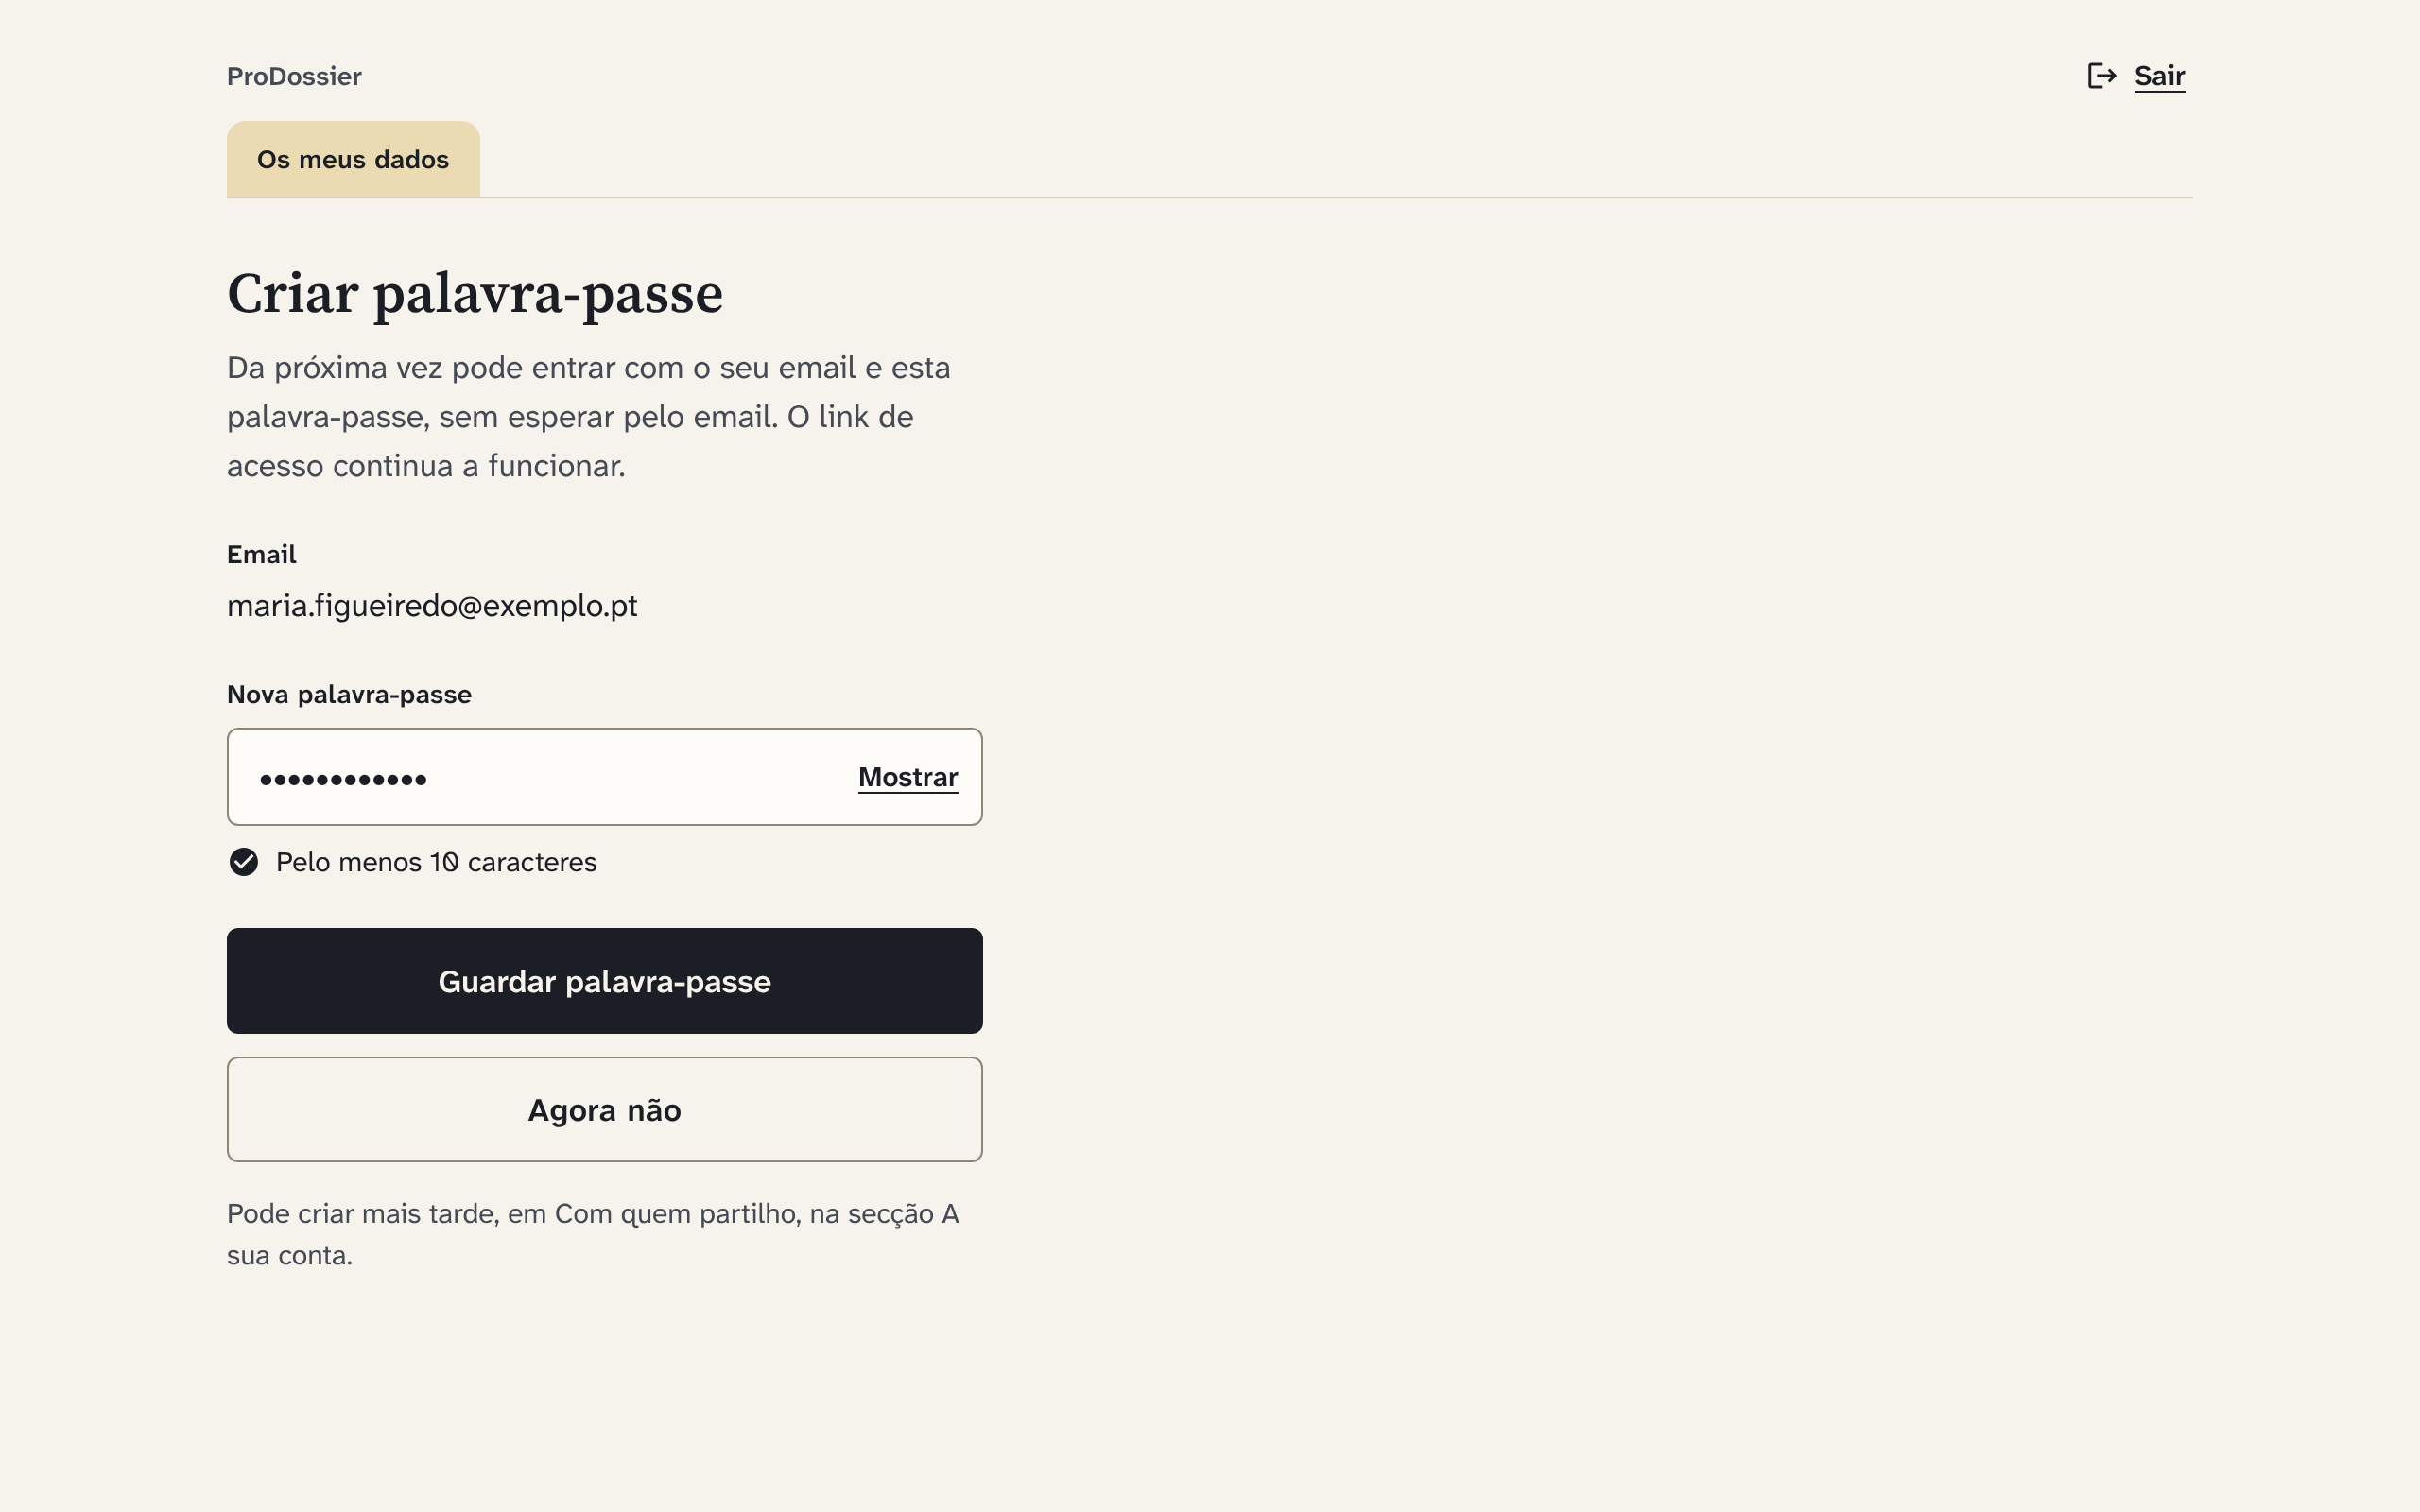 ProDossier
Sair
Os meus dados
Criar palavra-passe
Da próxima vez pode entrar com o seu email e esta
palavra-passe, sem esperar pelo email. O link de
acesso continua a funcionar.
Email
maria.figueiredo@exemplo.pt
Nova palavra-passe
••••••••••••
Mostrar
Pelo menos 10 caracteres
Guardar palavra-passe
Agora não
Pode criar mais tarde, em Com quem partilho, na secção A
sua conta.